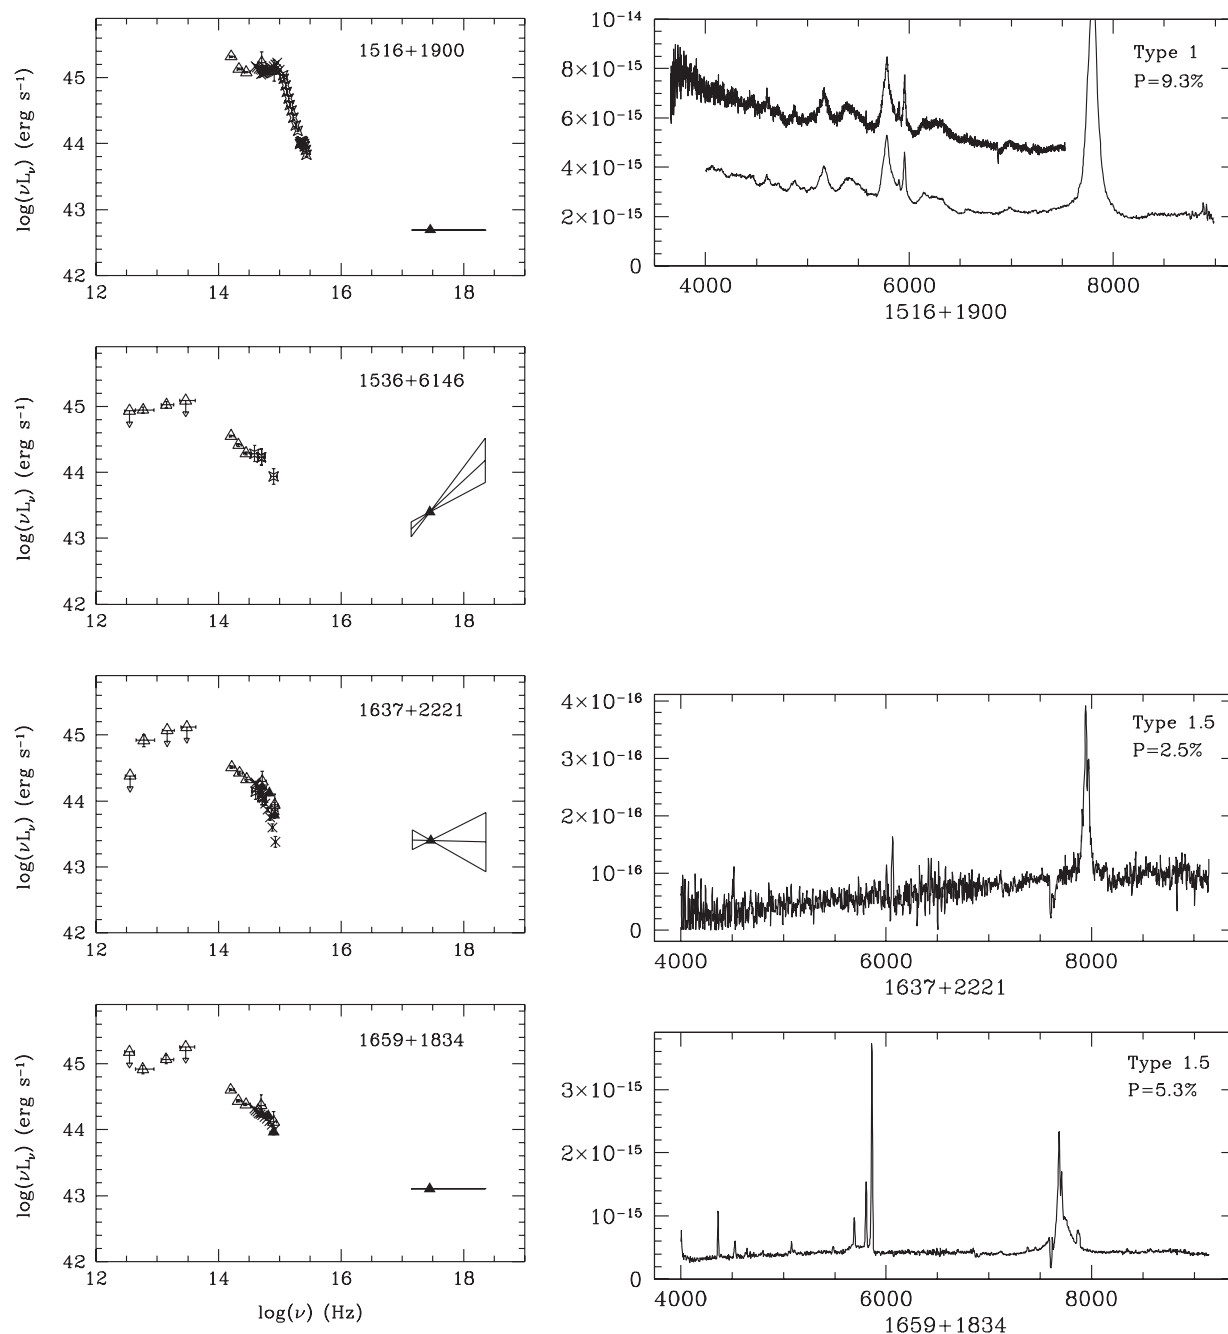 1516+1900
log(νLν) (erg s⁻¹)
45
44
43
42
12 14 16 18
10⁻¹⁴
8×10⁻¹⁵
6×10⁻¹⁵
4×10⁻¹⁵
2×10⁻¹⁵
0
Type 1
P=9.3%
4000 6000 8000
1516+1900
1536+6146
log(νLν) (erg s⁻¹)
45
44
43
42
12 14 16 18
1637+2221
log(νLν) (erg s⁻¹)
45
44
43
42
12 14 16 18
4×10⁻¹⁶
3×10⁻¹⁶
2×10⁻¹⁶
10⁻¹⁶
0
Type 1.5
P=2.5%
4000 6000 8000
1637+2221
1659+1834
log(νLν) (erg s⁻¹)
45
44
43
42
12 14 16 18
log(ν) (Hz)
3×10⁻¹⁵
2×10⁻¹⁵
10⁻¹⁵
0
Type 1.5
P=5.3%
4000 6000 8000
1659+1834